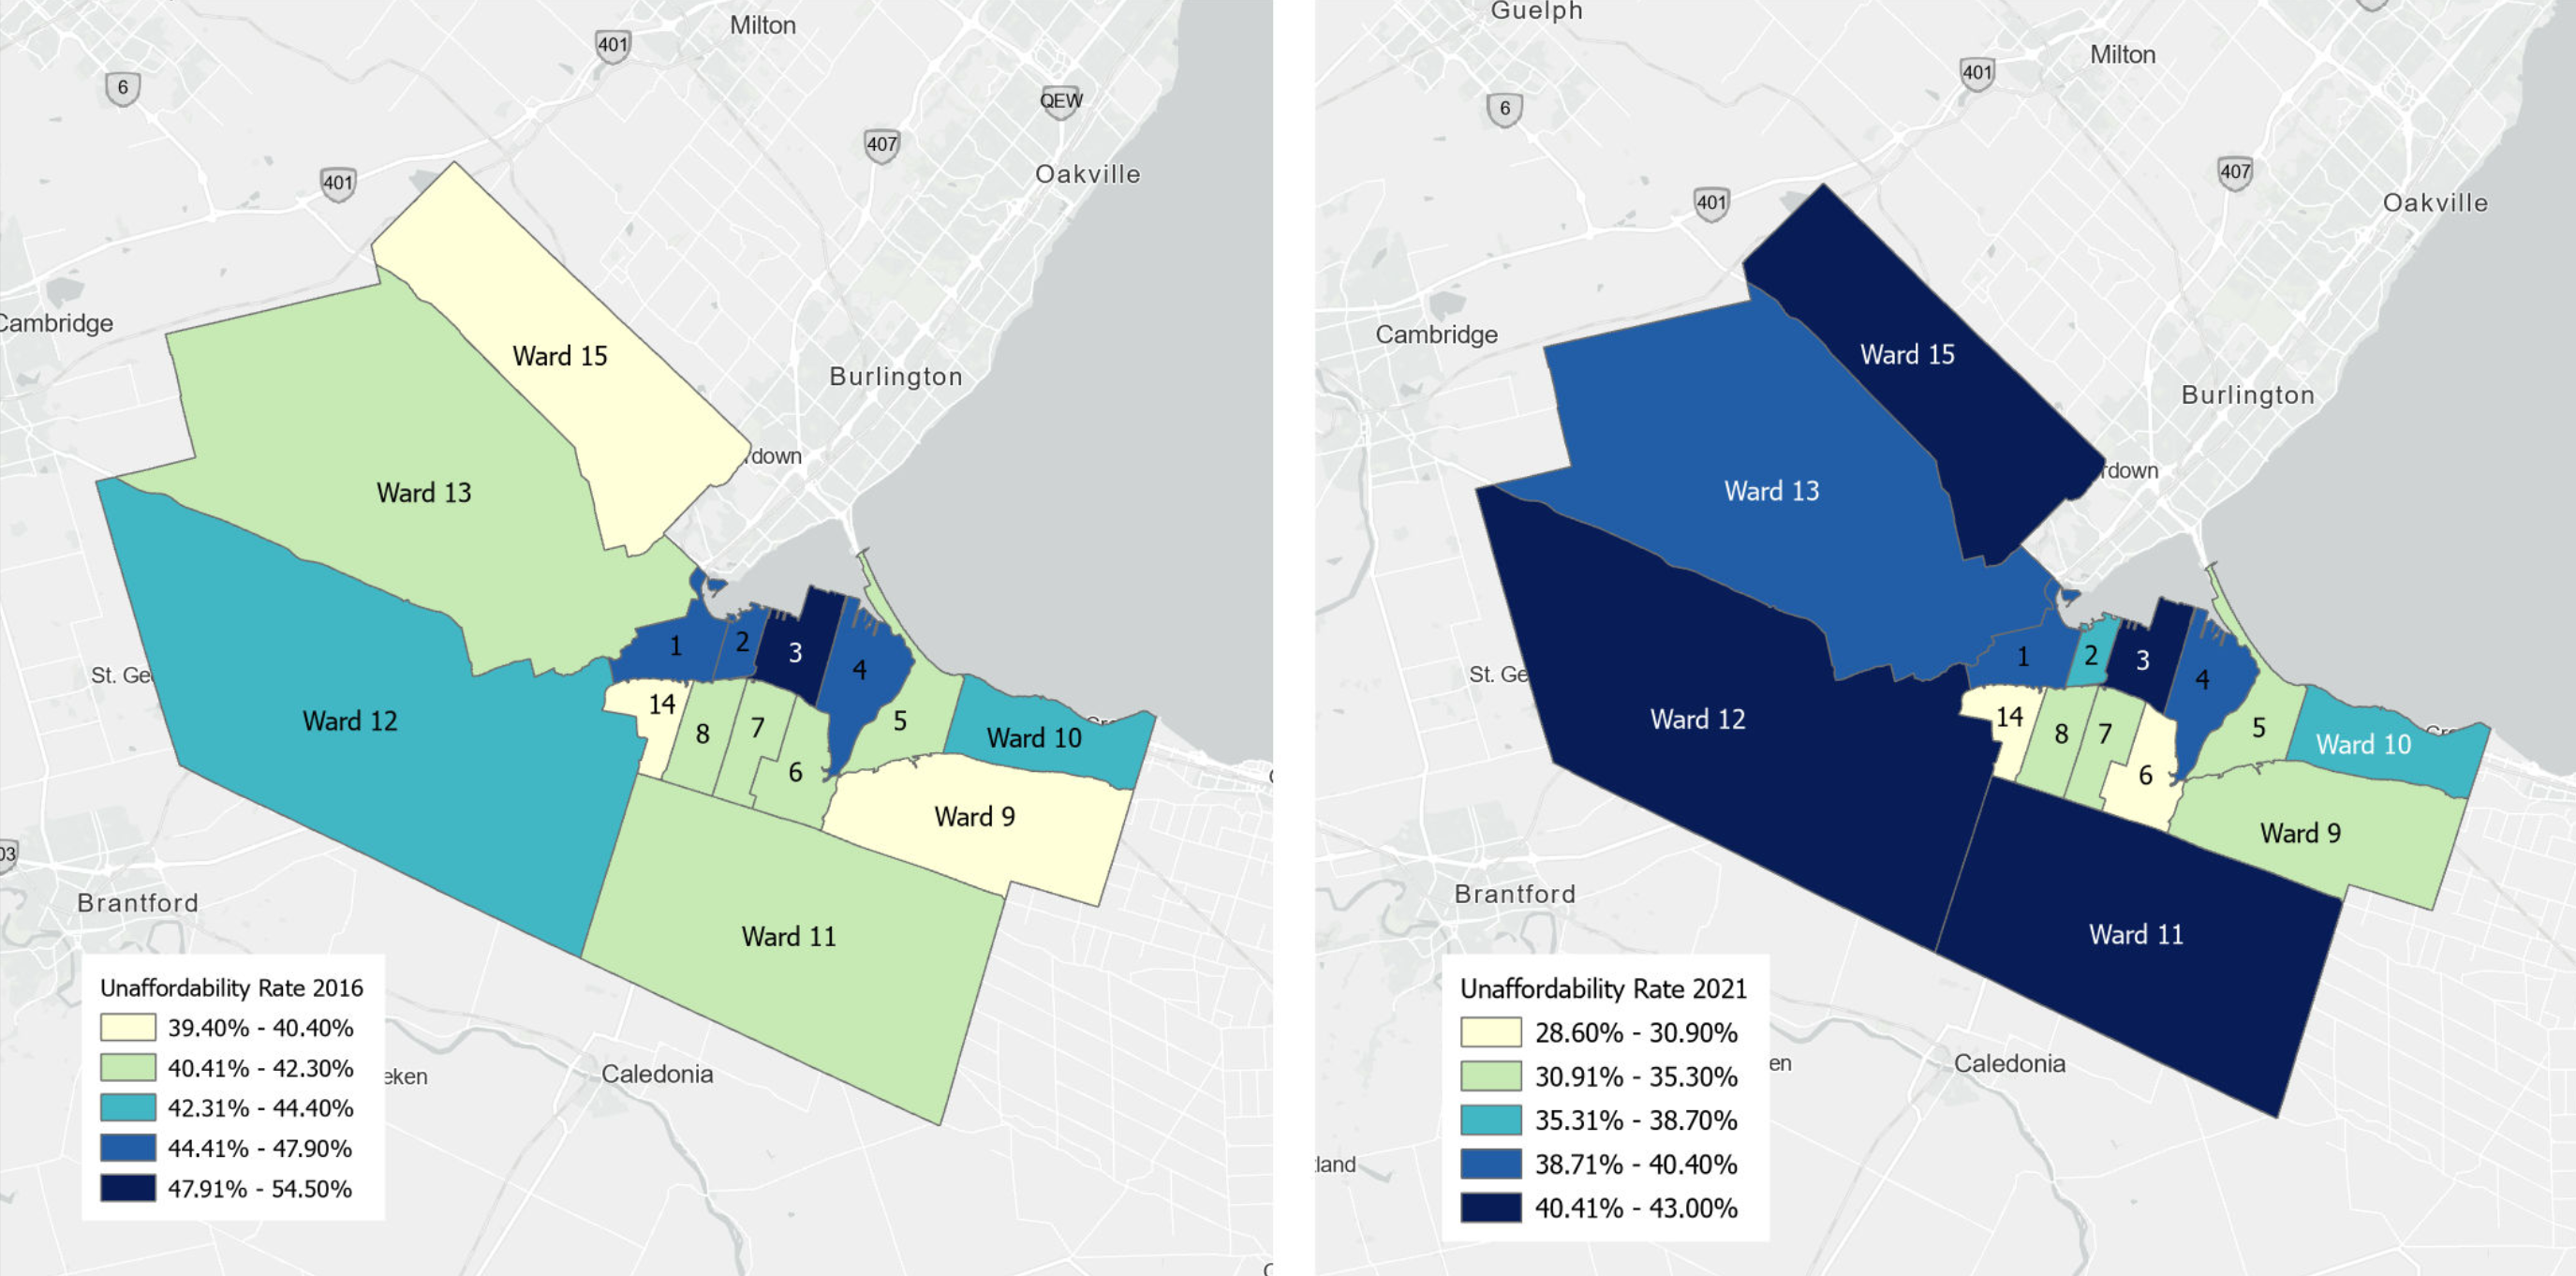 Milton
401
6
QEW
407
Oakville
401
Cambridge
Ward 15
Burlington
rdown
Ward 13
1
2
3
4
St. Ge
14
Ward 12
8
7
5
Ward 10
6
Ward 9
03
Brantford
Ward 11
Unaffordability Rate 2016
39.40% - 40.40%
40.41% - 42.30%
42.31% - 44.40%
44.41% - 47.90%
47.91% - 54.50%
eken
Caledonia
Guelph
Milton
401
6
407
401
Oakville
Cambridge
Ward 15
Burlington
rdown
Ward 13
1
2
3
4
St. Ge
14
Ward 12
8
7
5
Ward 10
6
Ward 9
Brantford
Ward 11
Unaffordability Rate 2021
28.60% - 30.90%
30.91% - 35.30%
35.31% - 38.70%
38.71% - 40.40%
40.41% - 43.00%
en
Caledonia
land